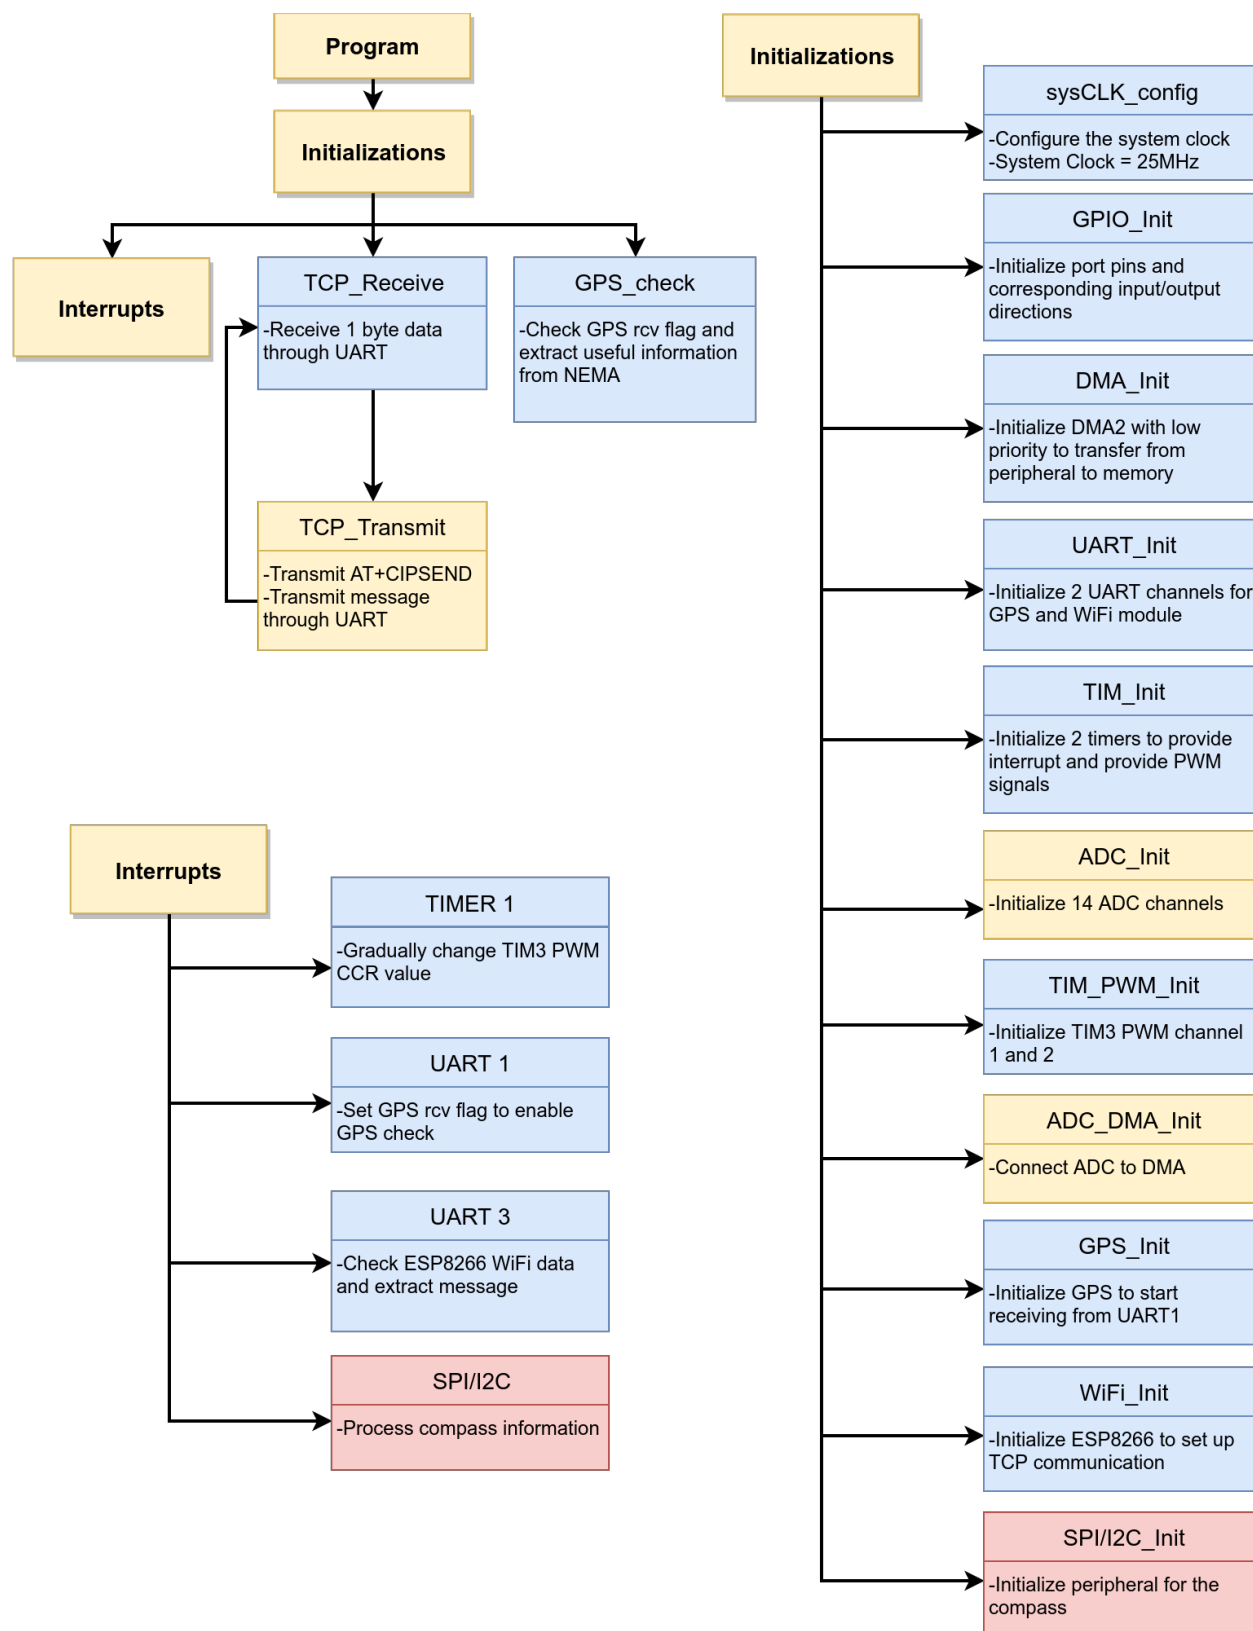 Program
Initializations
Interrupts
TCP_Receive
-Receive 1 byte data
through UART
GPS_check
-Check GPS rcv flag and
extract useful information
from NEMA
TCP_Transmit
-Transmit AT+CIPSEND
-Transmit message
through UART
Interrupts
TIMER 1
-Gradually change TIM3 PWM
CCR value
UART 1
-Set GPS rcv flag to enable
GPS check
UART 3
-Check ESP8266 WiFi data
and extract message
SPI/I2C
-Process compass information
Initializations
sysCLK_config
-Configure the system clock
-System Clock = 25MHz
GPIO_Init
-Initialize port pins and
corresponding input/output
directions
DMA_Init
-Initialize DMA2 with low
priority to transfer from
peripheral to memory
UART_Init
-Initialize 2 UART channels for
GPS and WiFi module
TIM_Init
-Initialize 2 timers to provide
interrupt and provide PWM
signals
ADC_Init
-Initialize 14 ADC channels
TIM_PWM_Init
-Initialize TIM3 PWM channel
1 and 2
ADC_DMA_Init
-Connect ADC to DMA
GPS_Init
-Initialize GPS to start
receiving from UART1
WiFi_Init
-Initialize ESP8266 to set up
TCP communication
SPI/I2C_Init
-Initialize peripheral for the
compass